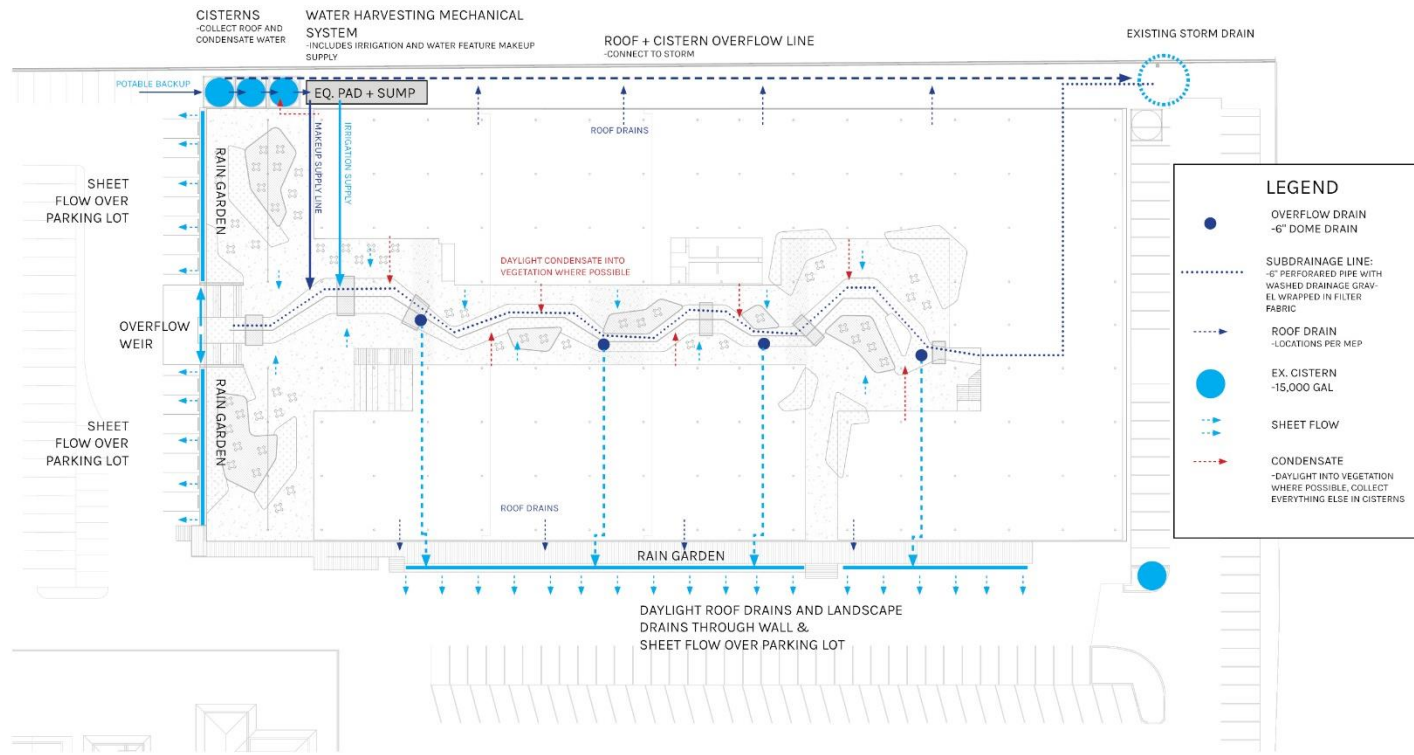 CISTERNS
-COLLECT ROOF AND
CONDENSATE WATER
WATER HARVESTING MECHANICAL
SYSTEM
-INCLUDES IRRIGATION AND WATER FEATURE MAKEUP
SUPPLY
ROOF + CISTERN OVERFLOW LINE
-CONNECT TO STORM
EXISTING STORM DRAIN
POTABLE BACKUP
EQ. PAD + SUMP
MAKEUP SUPPLY LINE
IRRIGATION SUPPLY
ROOF DRAINS
RAIN GARDEN
SHEET
FLOW OVER
PARKING LOT
DAYLIGHT CONDENSATE INTO
VEGETATION WHERE POSSIBLE
OVERFLOW
WEIR
RAIN GARDEN
SHEET
FLOW OVER
PARKING LOT
ROOF DRAINS
RAIN GARDEN
DAYLIGHT ROOF DRAINS AND LANDSCAPE
DRAINS THROUGH WALL &
SHEET FLOW OVER PARKING LOT
LEGEND
OVERFLOW DRAIN
-6" DOME DRAIN
SUBDRAINAGE LINE:
-6" PERFORARED PIPE WITH
WASHED DRAINAGE GRAV-
EL WRAPPED IN FILTER
FABRIC
ROOF DRAIN
-LOCATIONS PER MEP
EX. CISTERN
-15,000 GAL
SHEET FLOW
CONDENSATE
-DAYLIGHT INTO VEGETATION
WHERE POSSIBLE, COLLECT
EVERYTHING ELSE IN CISTERNS